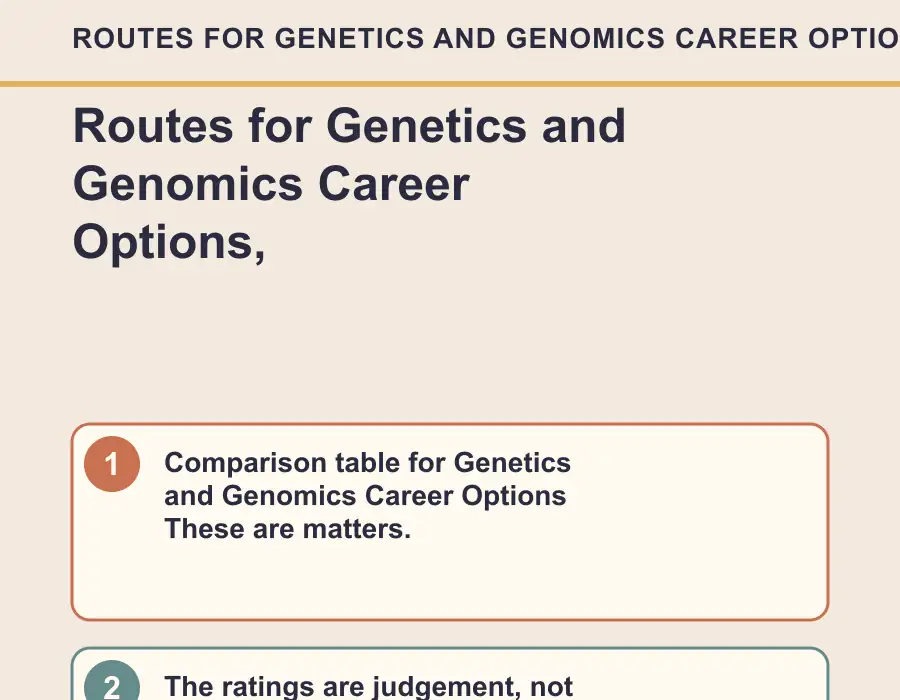 ROUTES FOR GENETICS AND GENOMICS CAREER OPTIO
Routes for Genetics and
Genomics Career
Options,
1
Comparison table for Genetics
and Genomics Career Options
These are matters.
2
The ratings are judgement, not